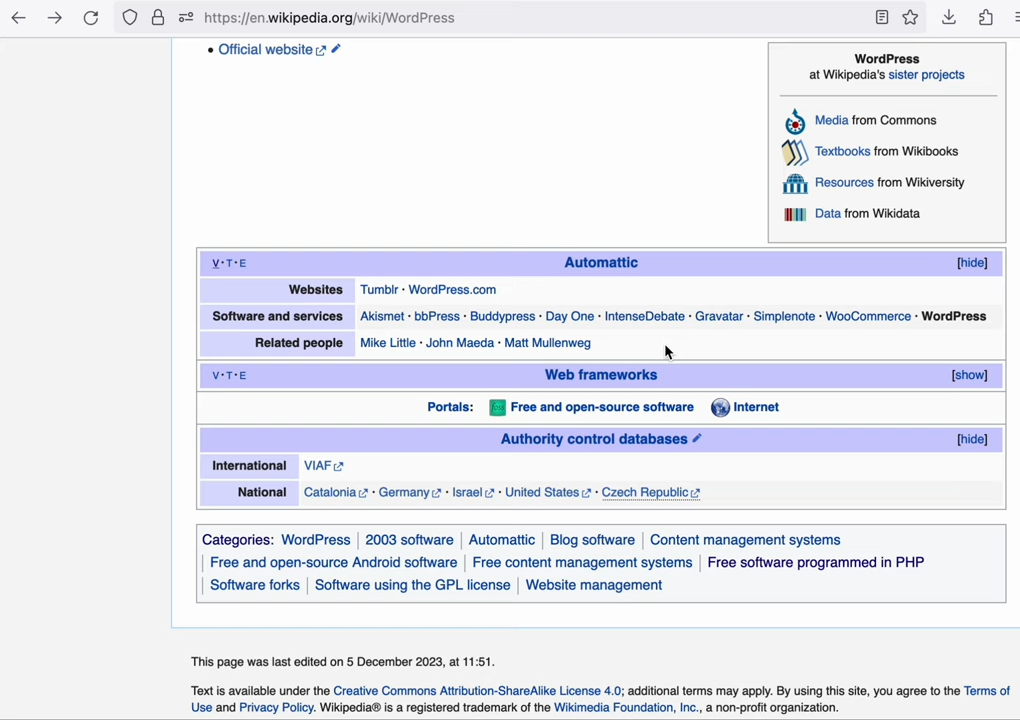 https://en.wikipedia.org/wiki/WordPress
• Official website
WordPress
at Wikipedia's sister projects
Media from Commons
Textbooks from Wikibooks
Resources from Wikiversity
Data from Wikidata
V·T·E Automattic [hide]
Websites Tumblr · WordPress.com
Software and services Akismet · bbPress · Buddypress · Day One · IntenseDebate · Gravatar · Simplenote · WooCommerce · WordPress
Related people Mike Little · John Maeda · Matt Mullenweg
V·T·E Web frameworks [show]
Portals: Free and open-source software Internet
Authority control databases [hide]
International VIAF
National Catalonia · Germany · Israel · United States · Czech Republic
Categories: WordPress | 2003 software | Automattic | Blog software | Content management systems
| Free and open-source Android software | Free content management systems | Free software programmed in PHP
| Software forks | Software using the GPL license | Website management
This page was last edited on 5 December 2023, at 11:51.
Text is available under the Creative Commons Attribution-ShareAlike License 4.0; additional terms may apply. By using this site, you agree to the Terms of
Use and Privacy Policy. Wikipedia® is a registered trademark of the Wikimedia Foundation, Inc., a non-profit organization.